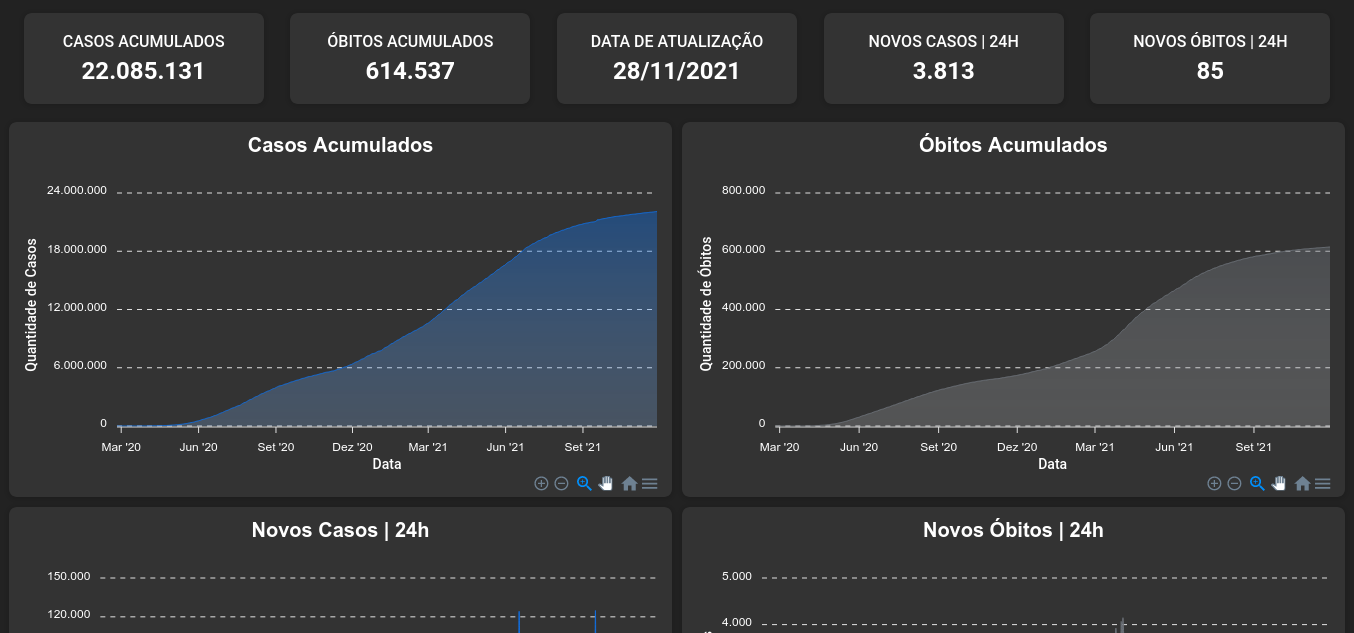 CASOS ACUMULADOS
22.085.131
ÓBITOS ACUMULADOS
614.537
DATA DE ATUALIZAÇÃO
28/11/2021
NOVOS CASOS | 24H
3.813
NOVOS ÓBITOS | 24H
85
Casos Acumulados
24.000.000
18.000.000
12.000.000
6.000.000
0
Quantidade de Casos
Mar '20 Jun '20 Set '20 Dez '20 Mar '21 Jun '21 Set '21
Data
Óbitos Acumulados
800.000
600.000
400.000
200.000
0
Quantidade de Óbitos
Mar '20 Jun '20 Set '20 Dez '20 Mar '21 Jun '21 Set '21
Data
Novos Casos | 24h
150.000
120.000
Novos Óbitos | 24h
5.000
4.000